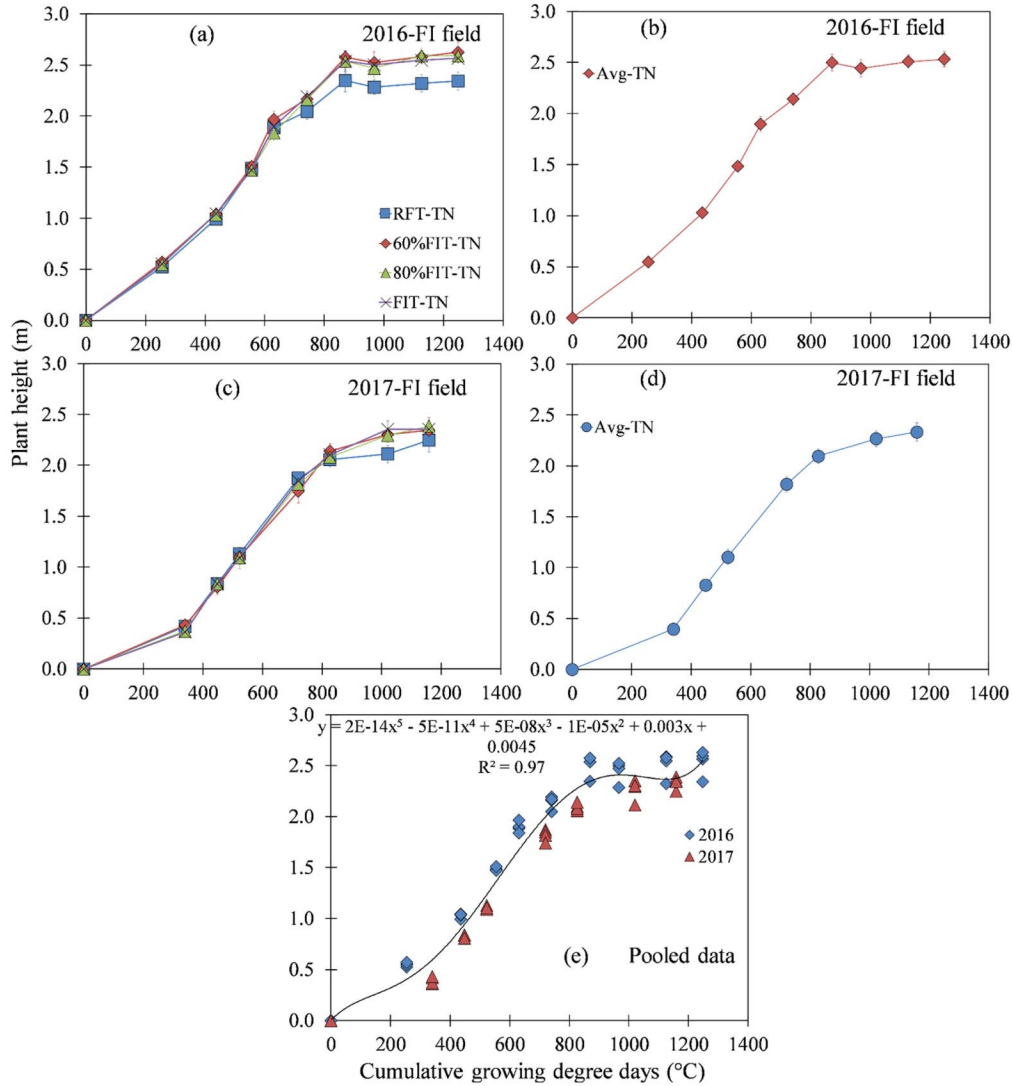 (a) 2016-FI field
3.0
2.5
2.0
1.5
1.0
0.5
0.0
RFT-TN
60%FIT-TN
80%FIT-TN
FIT-TN
0 200 400 600 800 1000 1200 1400
(b) 2016-FI field
3.0
2.5
2.0
1.5
1.0
0.5
0.0
Avg-TN
0 200 400 600 800 1000 1200 1400
Plant height (m)
(c) 2017-FI field
3.0
2.5
2.0
1.5
1.0
0.5
0.0
0 200 400 600 800 1000 1200 1400
(d) 2017-FI field
3.0
2.5
2.0
1.5
1.0
0.5
0.0
Avg-TN
0 200 400 600 800 1000 1200 1400
3.0
2.5
2.0
1.5
1.0
0.5
0.0
y = 2E-14x⁵ - 5E-11x⁴ + 5E-08x³ - 1E-05x² + 0.003x +
0.0045
R² = 0.97
2016
2017
(e) Pooled data
0 200 400 600 800 1000 1200 1400
Cumulative growing degree days (°C)